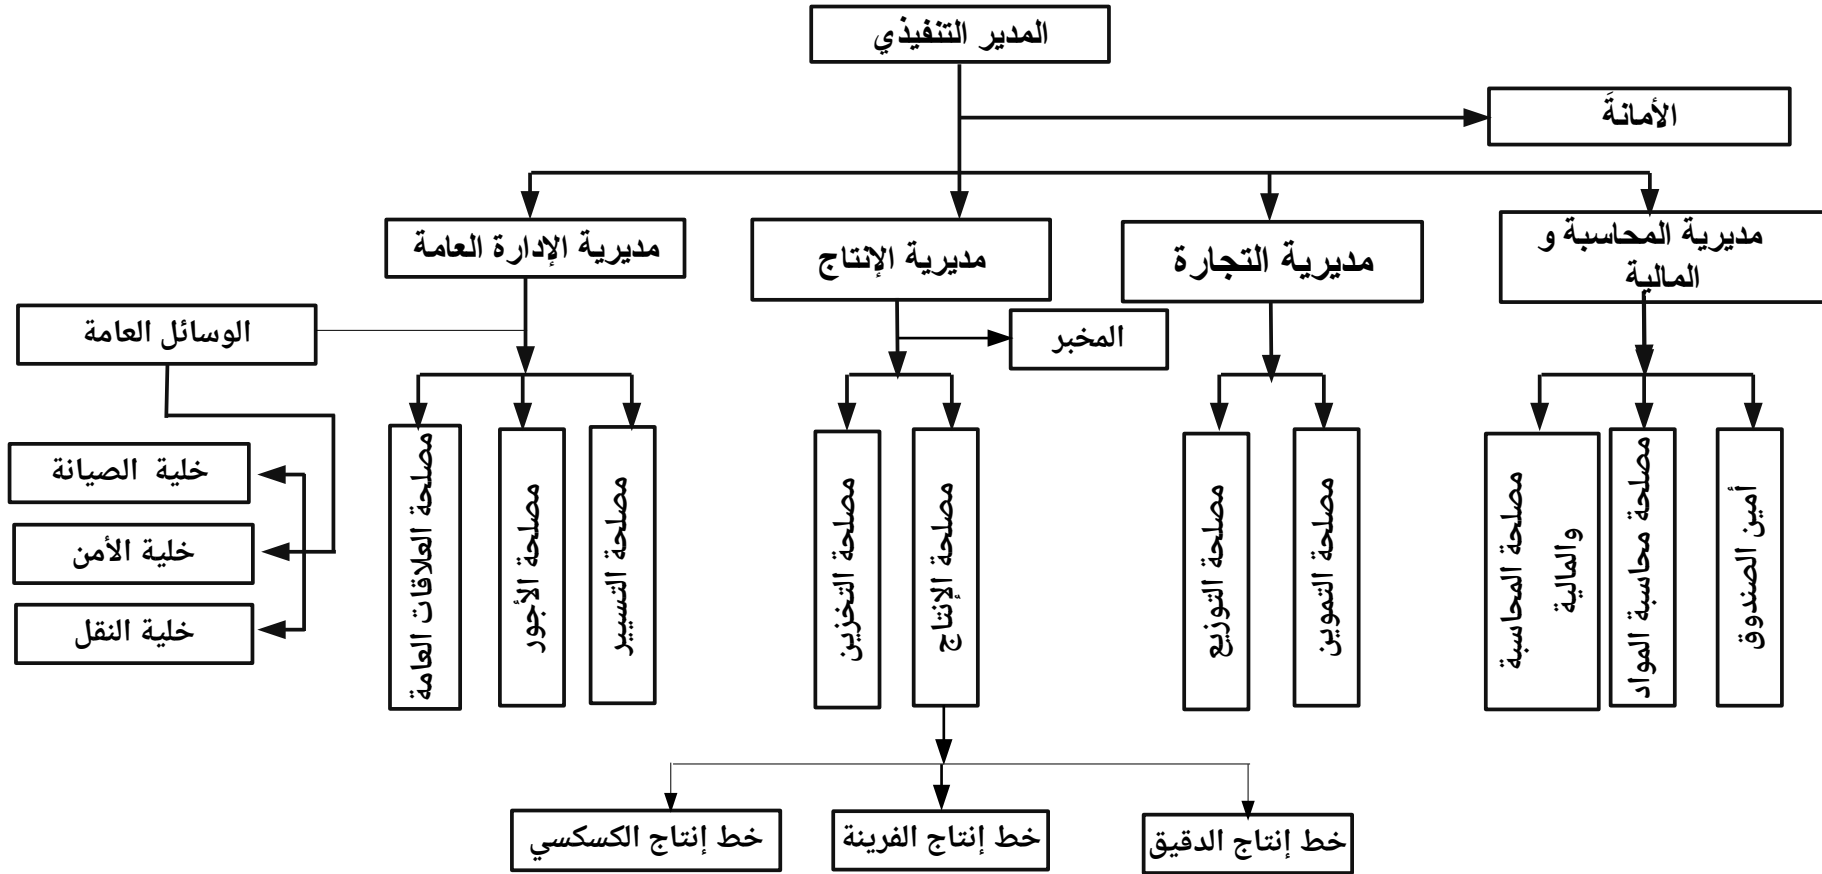 المدير التنفيذي
الأمانةَ
مديرية المحاسبة و
المالية
مديرية التجارة
مديرية الإنتاج
مديرية الإدارة العامة
المخبر
الوسائل العامة
أمين الصندوق
مصلحة محاسبة المواد
مصلحة المحاسبة
والمالية
مصلحة التموين
مصلحة التوزيع
مصلحة الإنتاج
مصلحة التخزين
مصلحة التسيير
مصلحة الأجور
مصلحة العلاقات العامة
خلية الصيانة
خلية الأمن
خلية النقل
خط إنتاج الدقيق
خط إنتاج الفرينة
خط إنتاج الكسكسي